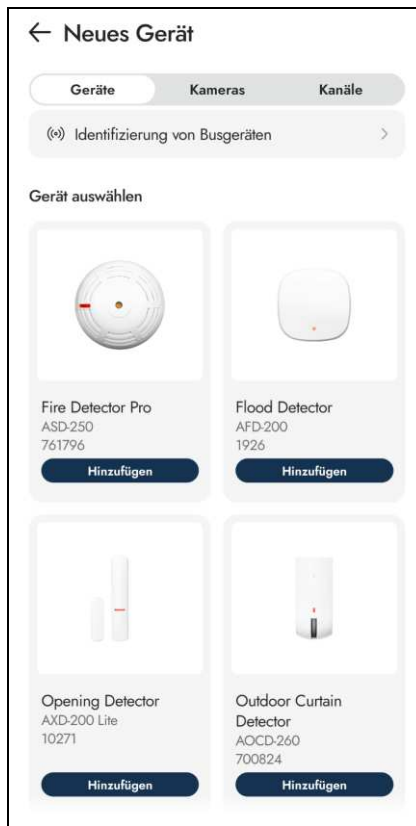 ← Neues Gerät
Geräte Kameras Kanäle
Identifizierung von Busgeräten
Gerät auswählen
Fire Detector Pro
ASD-250
761796
Hinzufügen
Flood Detector
AFD-200
1926
Hinzufügen
Opening Detector
AXD-200 Lite
10271
Hinzufügen
Outdoor Curtain
Detector
AOCD-260
700824
Hinzufügen